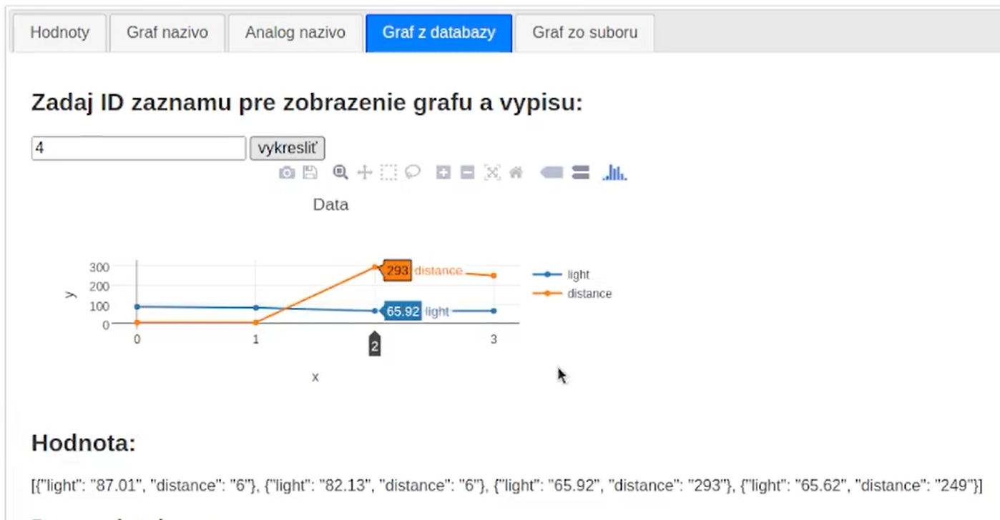 Hodnoty Graf nazivo Analog nazivo Graf z databazy Graf zo suboru
Zadaj ID zaznamu pre zobrazenie grafu a vypisu:
4 vykresliť
Data
300
200
100
0
y
293 distance
65.92 light
light
distance
0 1 2 3
x
Hodnota:
[{"light": "87.01", "distance": "6"}, {"light": "82.13", "distance": "6"}, {"light": "65.92", "distance": "293"}, {"light": "65.62", "distance": "249"}]